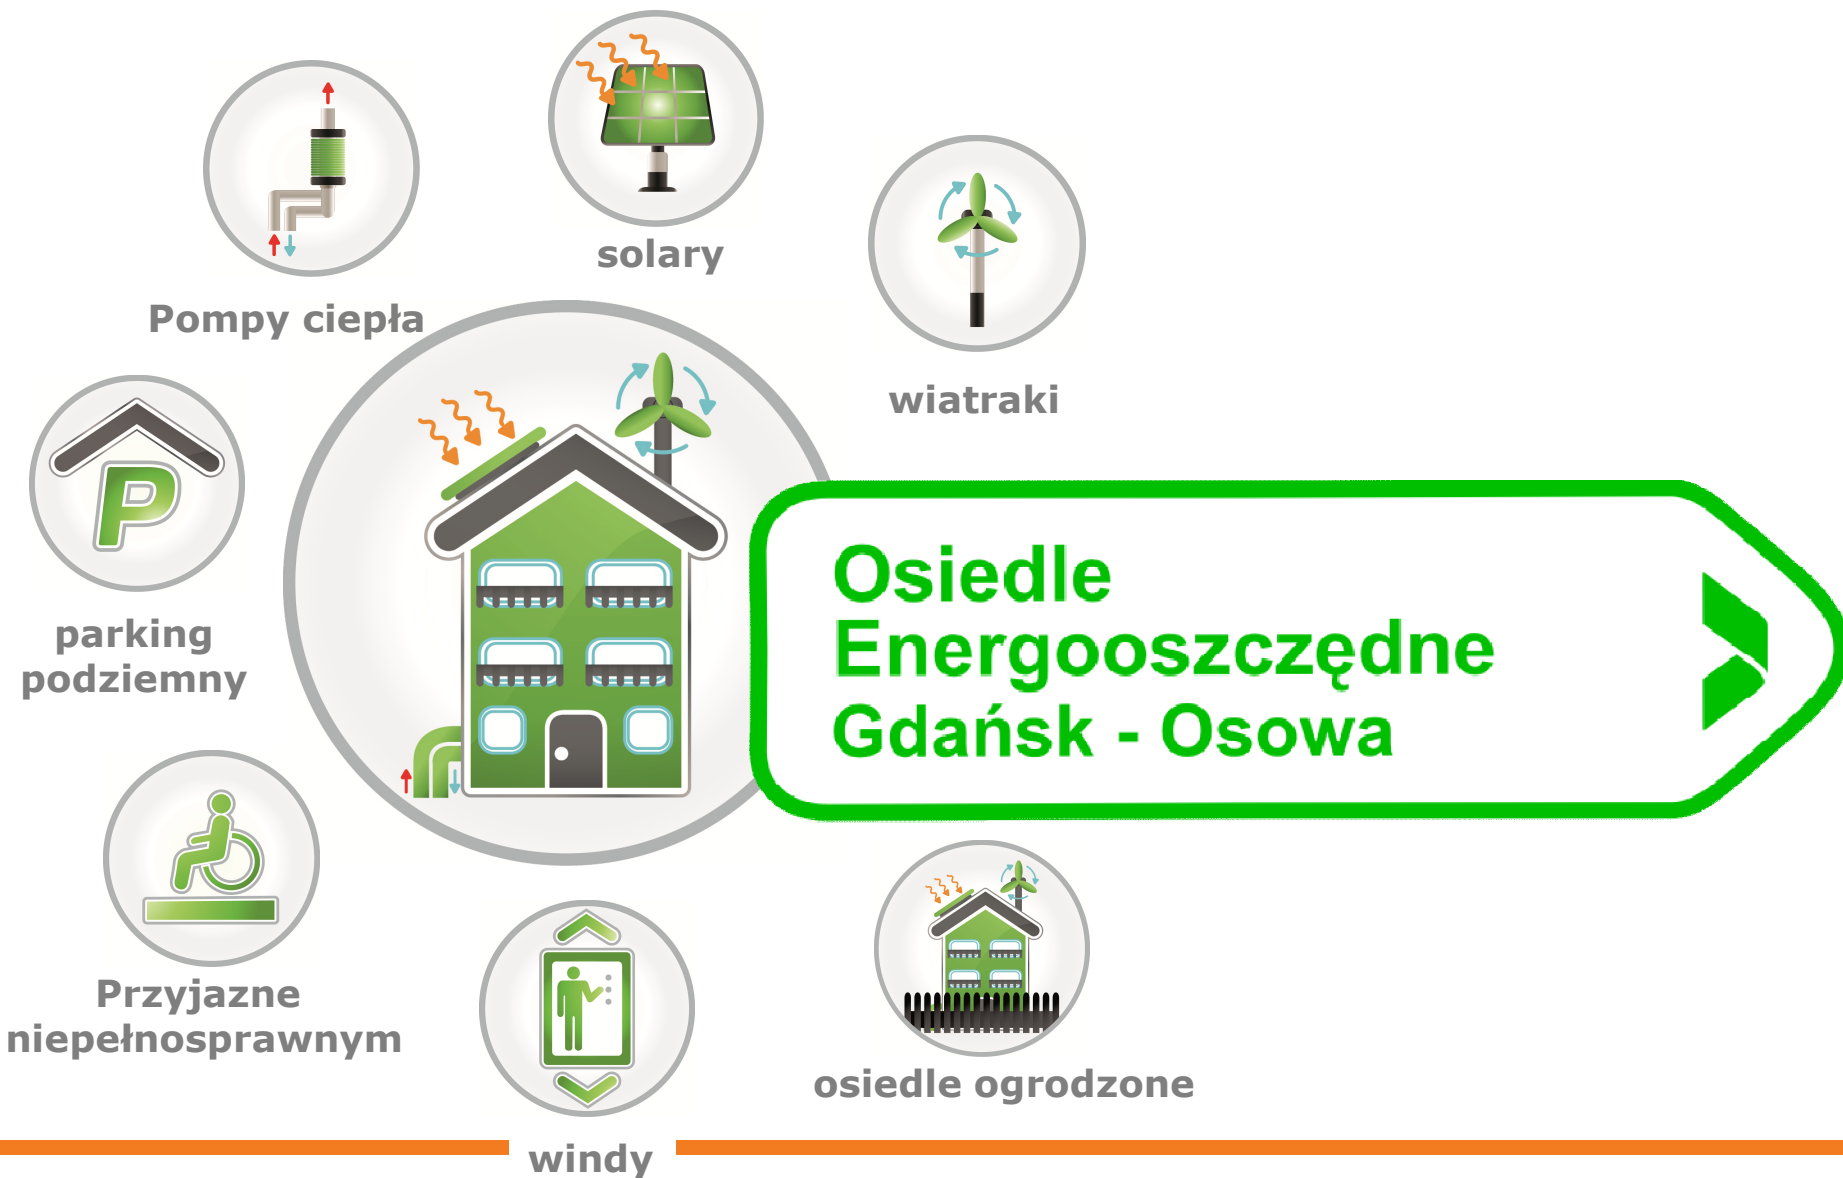 solary
Pompy ciepła
wiatraki
P
parking
podziemny
Osiedle
Energooszczędne
Gdańsk - Osowa
Przyjazne
niepełnosprawnym
osiedle ogrodzone
windy